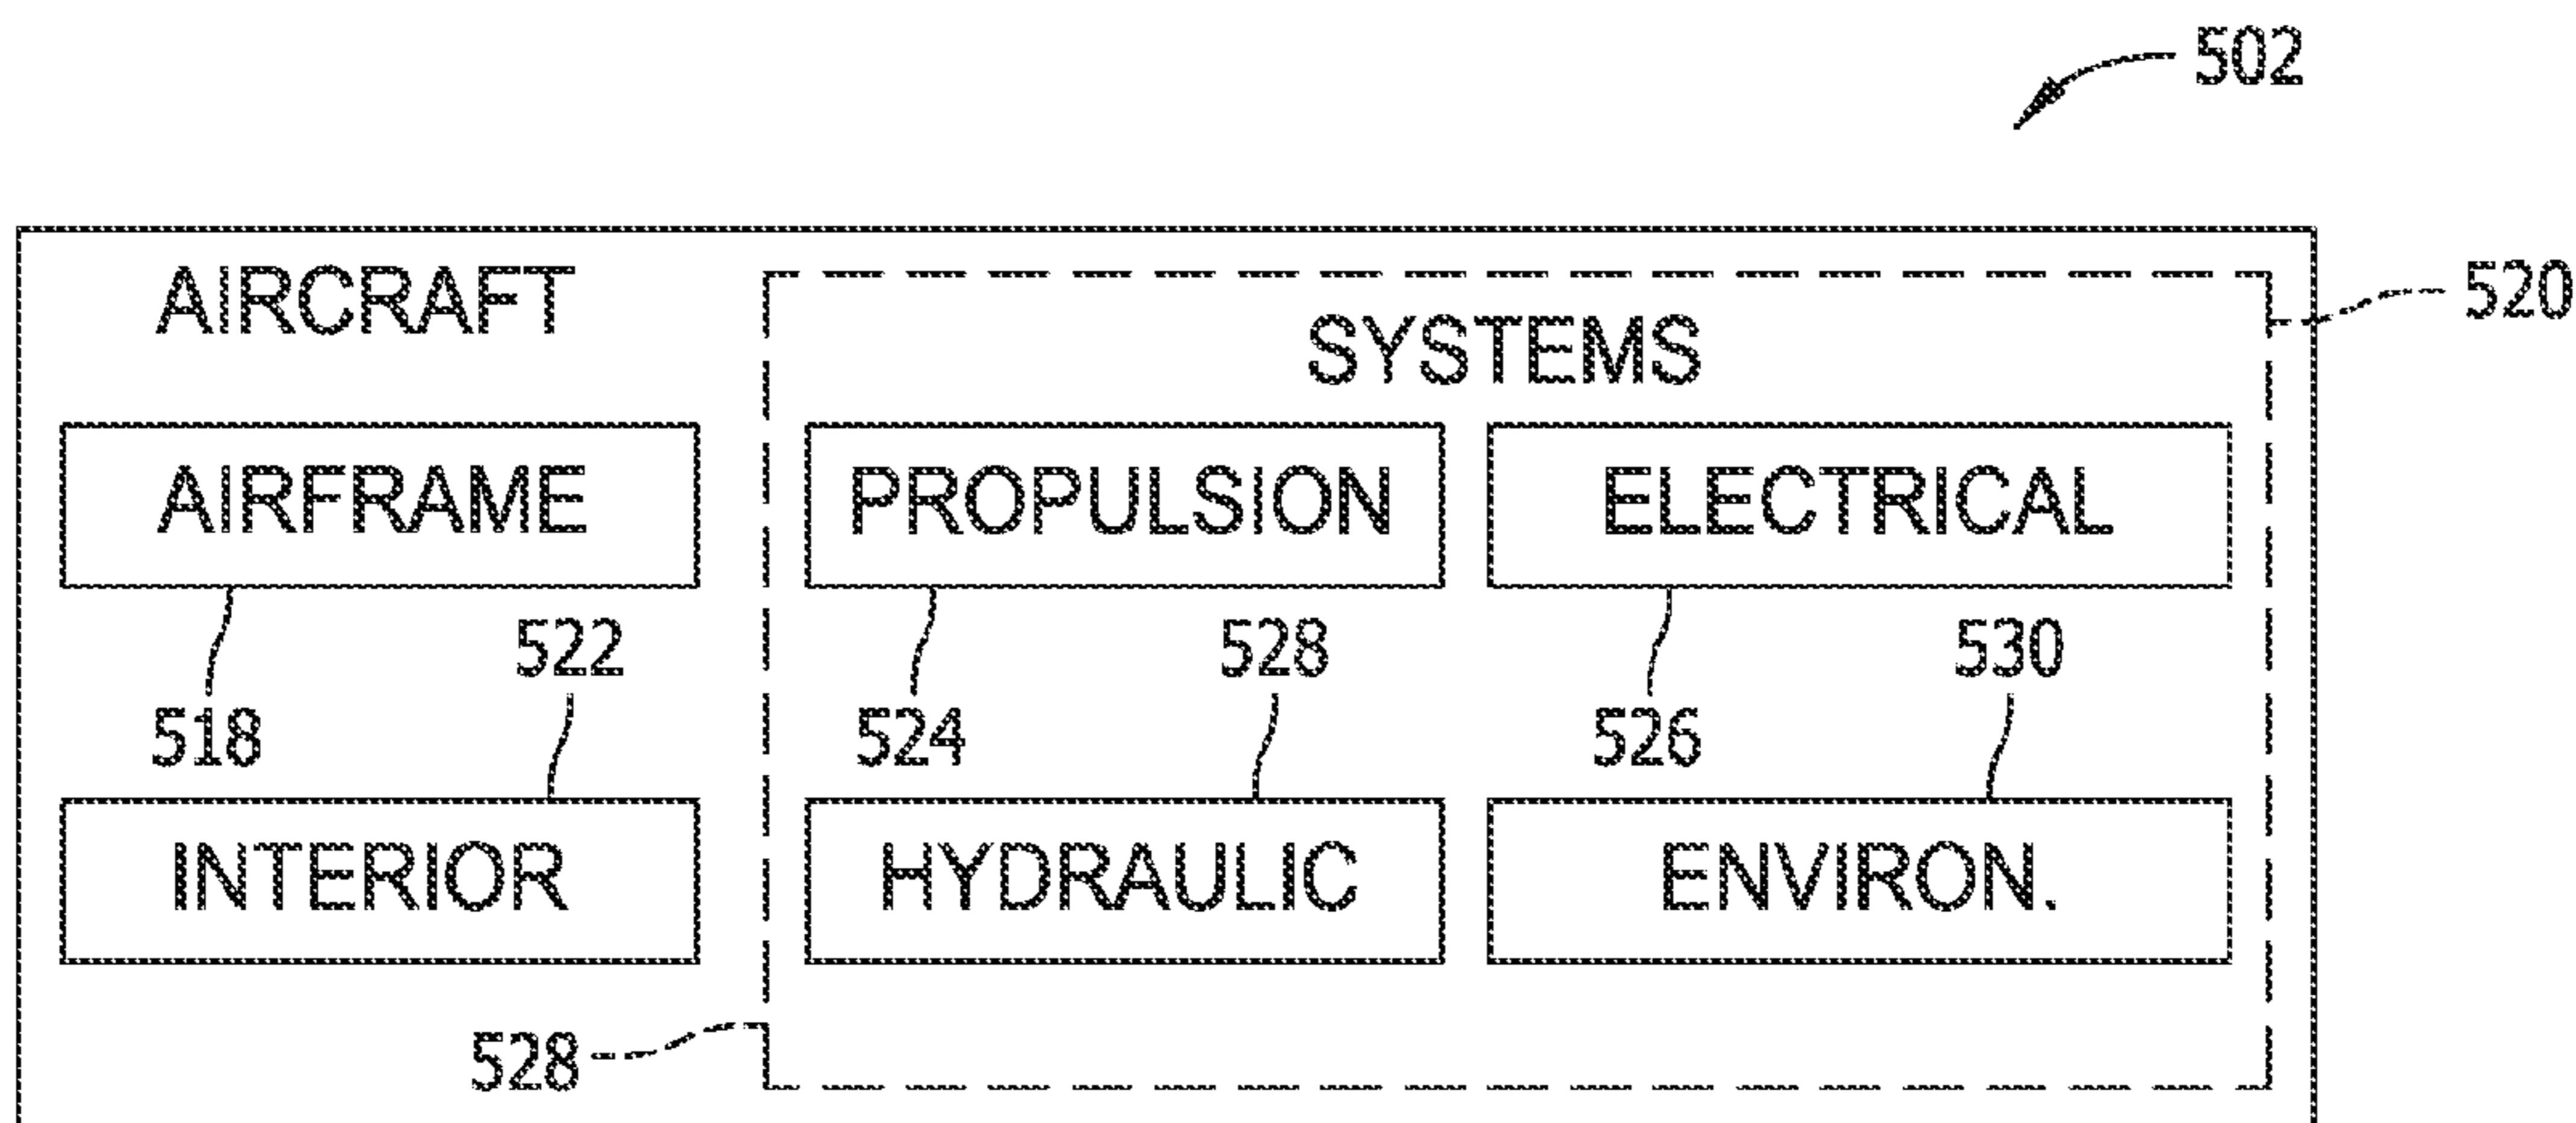 502
AIRCRAFT
520
SYSTEMS
AIRFRAME
PROPULSION
ELECTRICAL
522
528
530
518
524
526
INTERIOR
HYDRAULIC
ENVIRON.
528